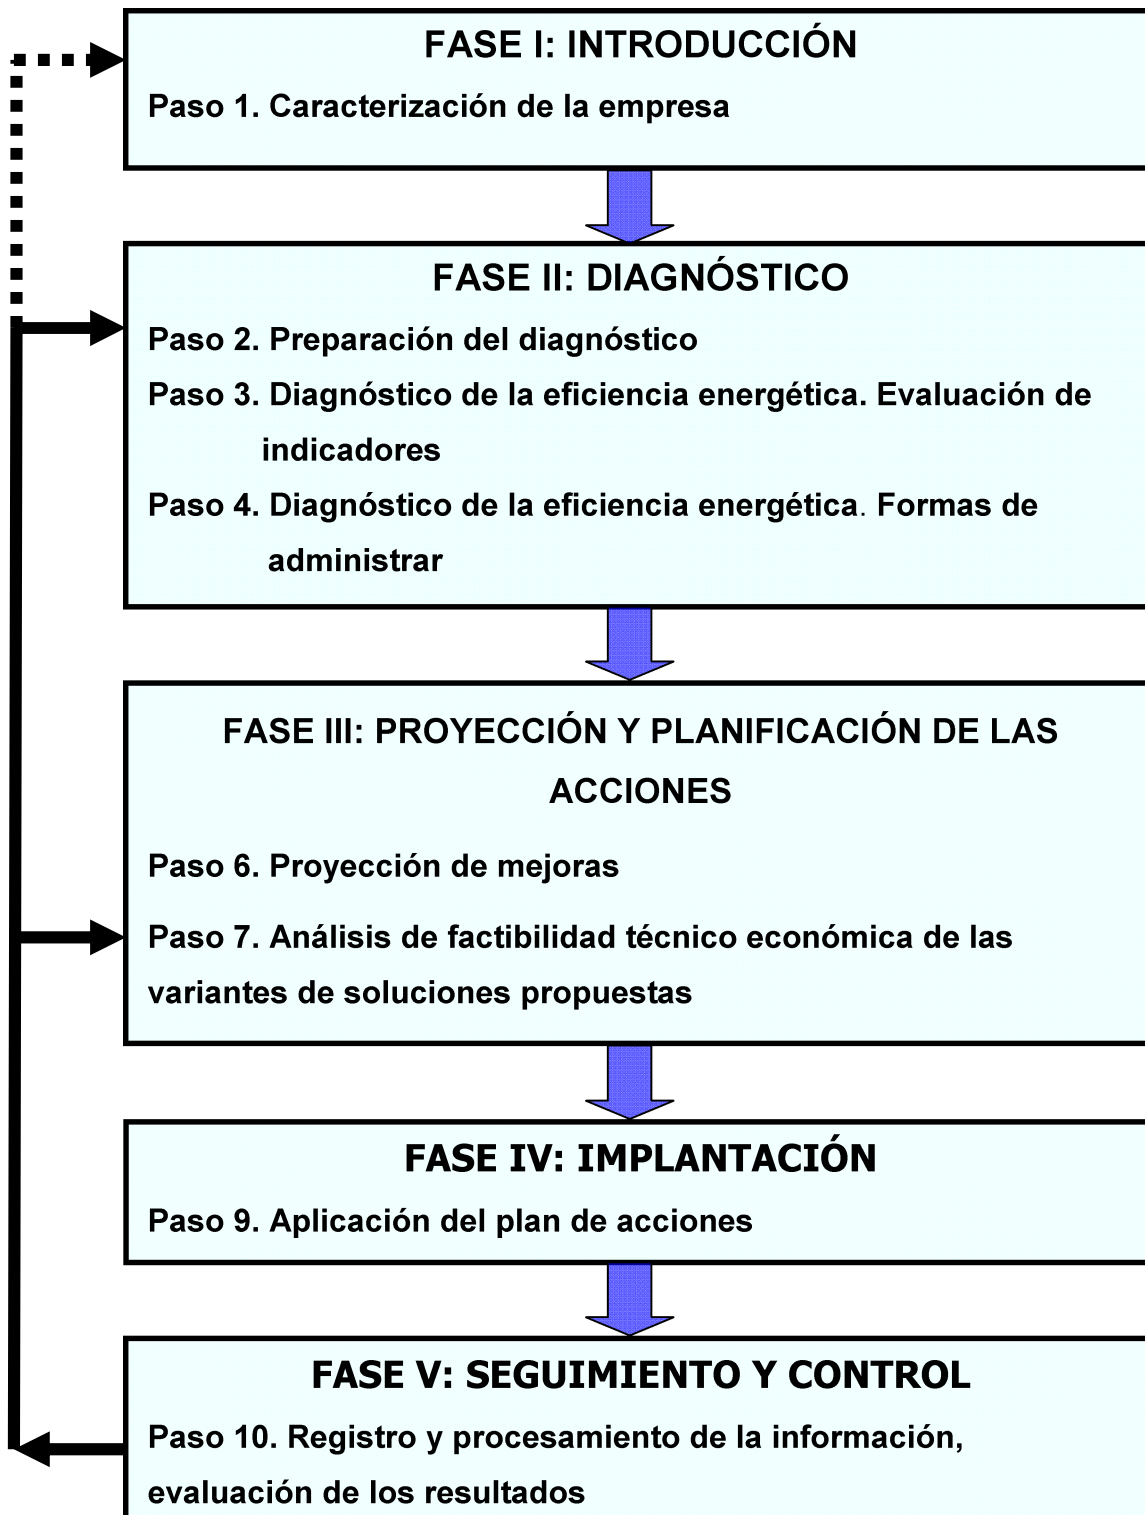 FASE I: INTRODUCCIÓN
Paso 1. Caracterización de la empresa
FASE II: DIAGNÓSTICO
Paso 2. Preparación del diagnóstico
Paso 3. Diagnóstico de la eficiencia energética. Evaluación de
indicadores
Paso 4. Diagnóstico de la eficiencia energética. Formas de
administrar
FASE III: PROYECCIÓN Y PLANIFICACIÓN DE LAS
ACCIONES
Paso 6. Proyección de mejoras
Paso 7. Análisis de factibilidad técnico económica de las
variantes de soluciones propuestas
FASE IV: IMPLANTACIÓN
Paso 9. Aplicación del plan de acciones
FASE V: SEGUIMIENTO Y CONTROL
Paso 10. Registro y procesamiento de la información,
evaluación de los resultados